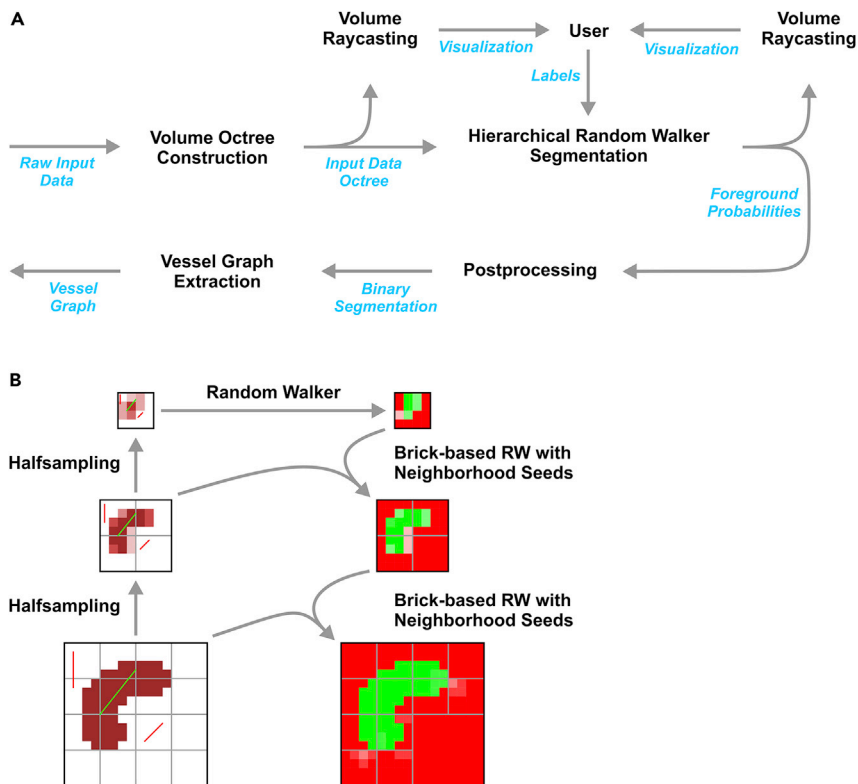 A
Volume
Raycasting
Visualization
User
Visualization
Volume
Raycasting
Labels
Raw Input
Data
Volume Octree
Construction
Input Data
Octree
Hierarchical Random Walker
Segmentation
Foreground
Probabilities
Vessel
Graph
Vessel Graph
Extraction
Binary
Segmentation
Postprocessing
B
Random Walker
Halfsampling
Brick-based RW with
Neighborhood Seeds
Halfsampling
Brick-based RW with
Neighborhood Seeds